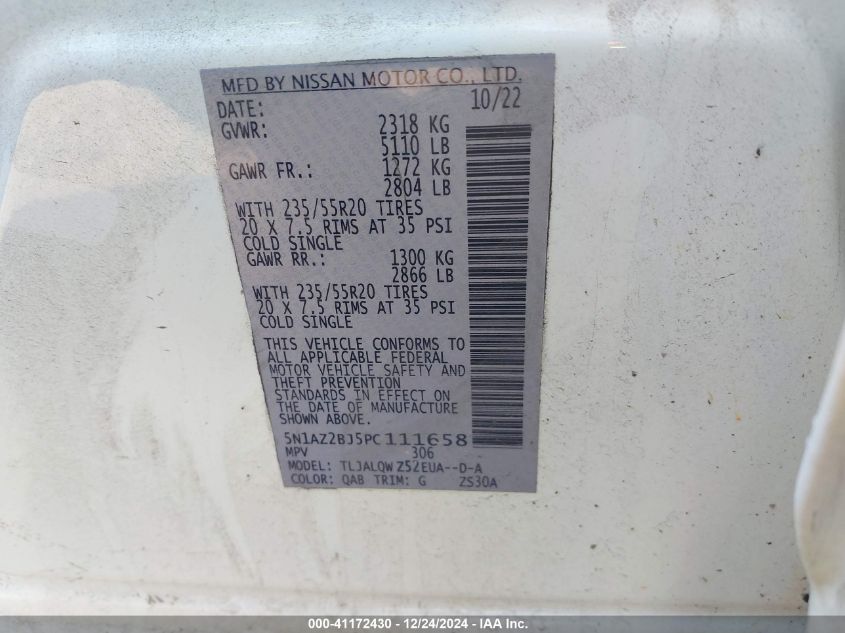 MFD BY NISSAN MOTOR CO., LTD.
DATE: 10/22
GVWR: 2318 KG
5110 LB
GAWR FR.: 1272 KG
2804 LB
WITH 235/55R20 TIRES
20 X 7.5 RIMS AT 35 PSI
COLD SINGLE
GAWR RR.: 1300 KG
2866 LB
WITH 235/55R20 TIRES
20 X 7.5 RIMS AT 35 PSI
COLD SINGLE
THIS VEHICLE CONFORMS TO
ALL APPLICABLE FEDERAL
MOTOR VEHICLE SAFETY AND
THEFT PREVENTION
STANDARDS IN EFFECT ON
THE DATE OF MANUFACTURE
SHOWN ABOVE.
5N1AZ2BJ5PC111658
MPV 306
MODEL: TLJALQW Z52EUA--D-A
COLOR: QAB TRIM: G ZS30A
000-41172430 - 12/24/2024 - IAA Inc.